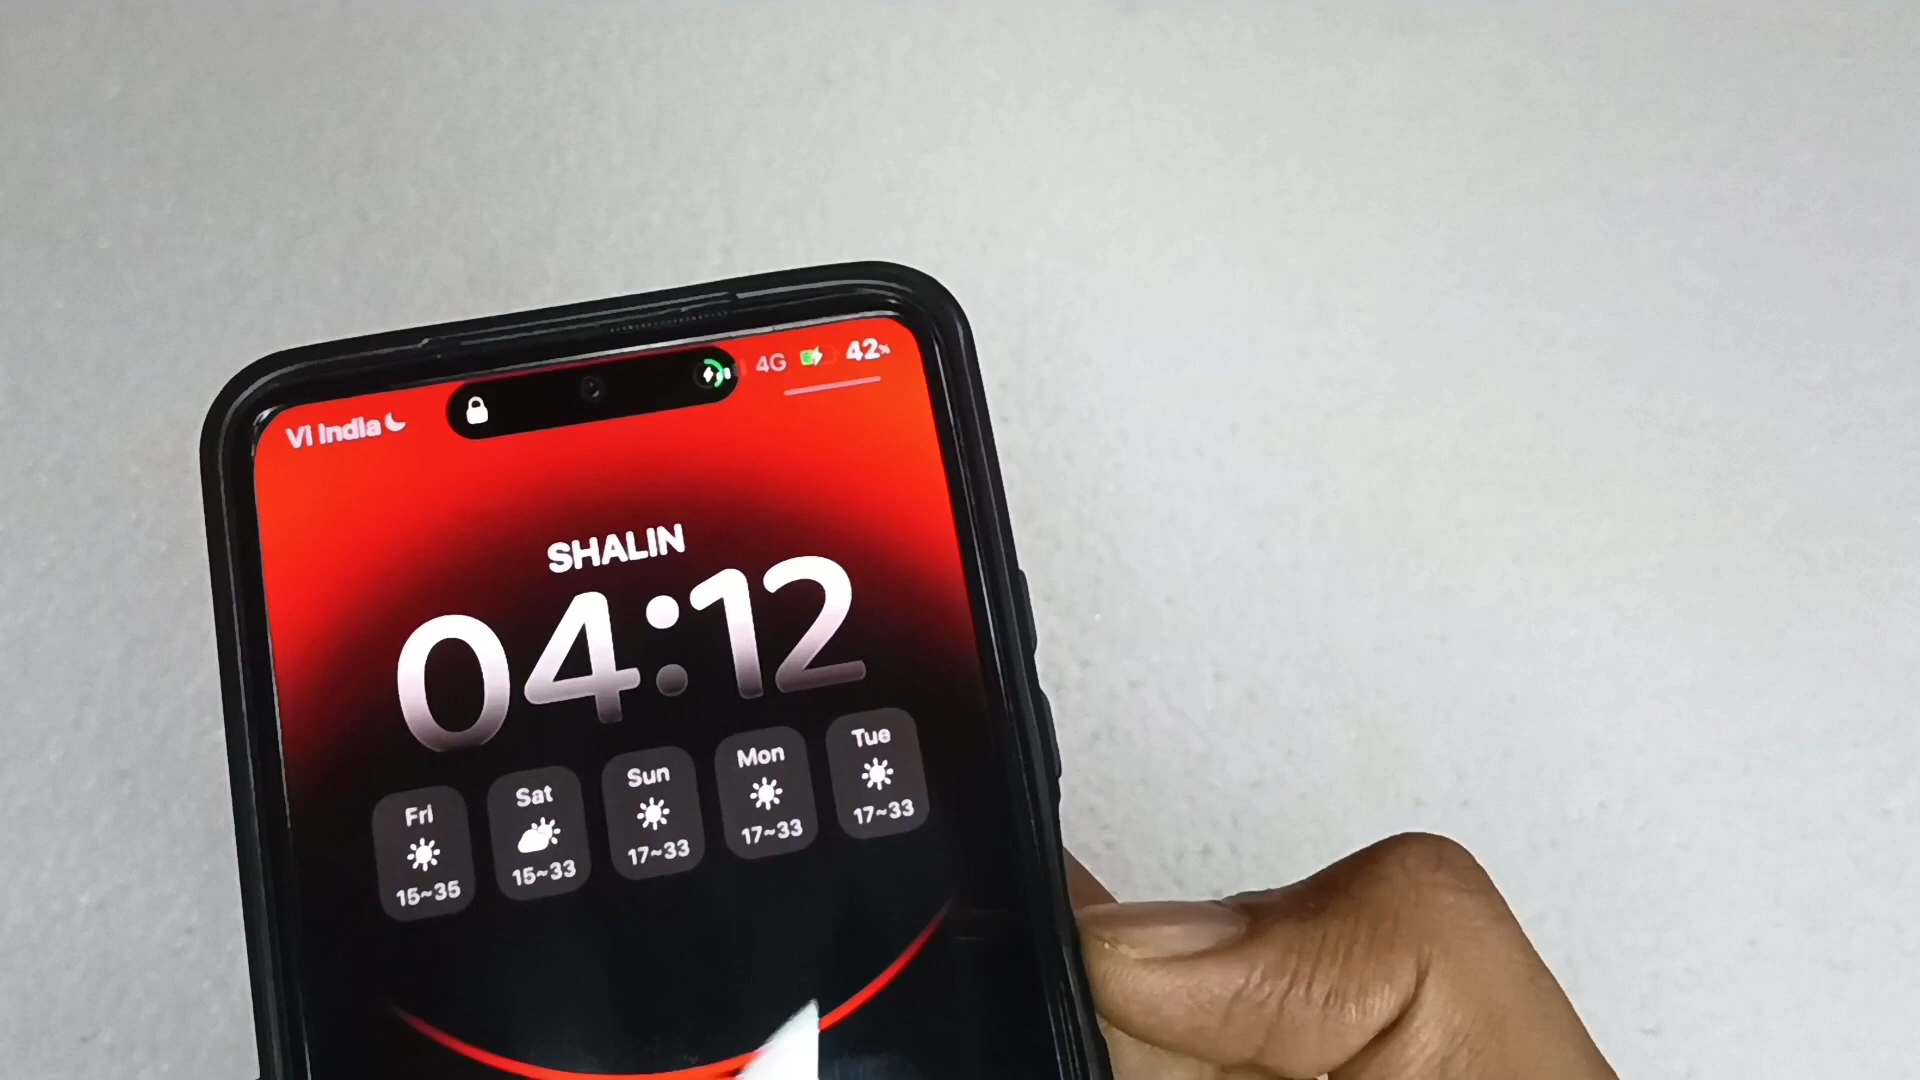 Vi India
4G 42%
SHALIN
04:12
Fri Sat Sun Mon Tue
15~35 15~33 17~33 17~33 17~33